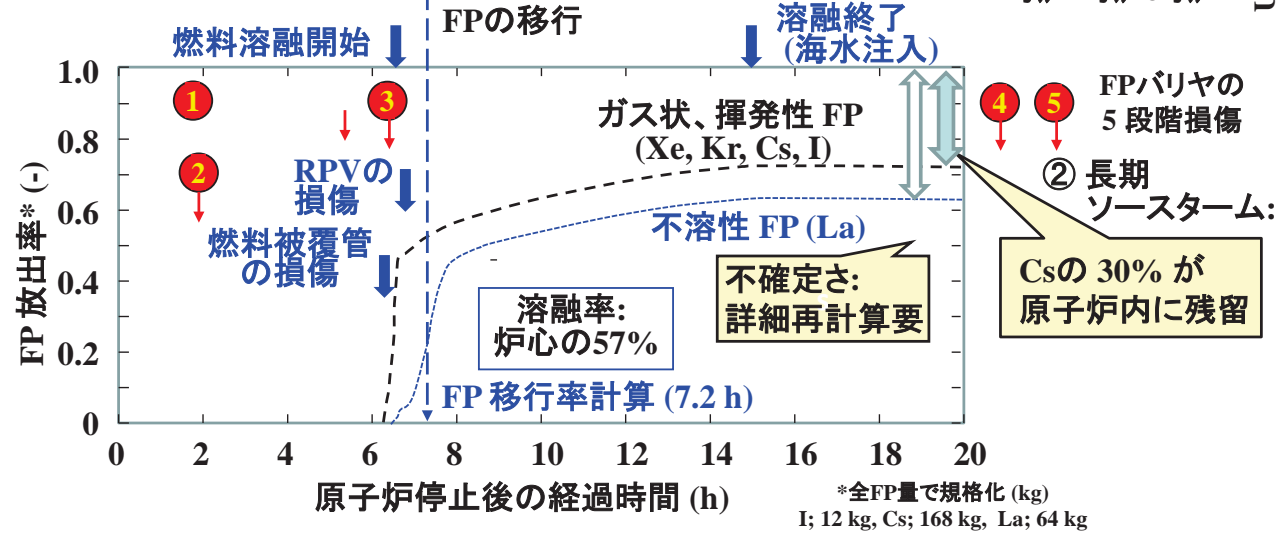 FPの移行
燃料溶融開始
溶融終了
(海水注入)
1
3
4
5
FPバリヤの
5 段階損傷
ガス状、揮発性 FP
(Xe, Kr, Cs, I)
2
RPVの
損傷
② 長期
ソースターム:
不溶性 FP (La)
燃料被覆管
の損傷
不確定さ:
詳細再計算要
Csの 30% が
原子炉内に残留
溶融率:
炉心の57%
FP 移行率計算 (7.2 h)
FP 放出率* (-)
1.0
0.8
0.6
0.4
0.2
0
0 2 4 6 8 10 12 14 16 18 20
原子炉停止後の経過時間 (h)
*全FP量で規格化 (kg)
I; 12 kg, Cs; 168 kg, La; 64 kg